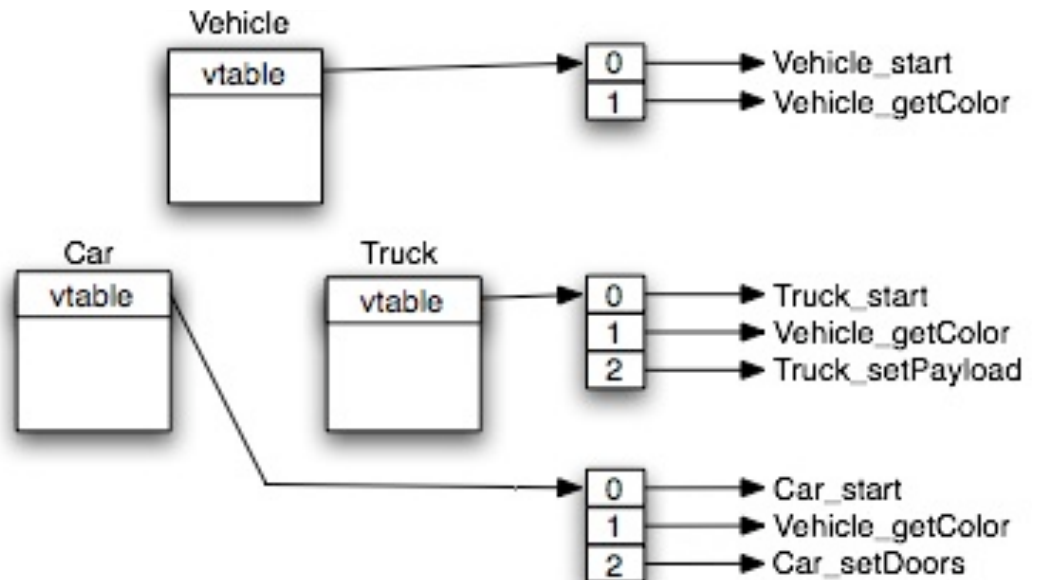 Vehicle
vtable
0 Vehicle_start
1 Vehicle_getColor
Car
vtable
Truck
vtable
0 Truck_start
1 Vehicle_getColor
2 Truck_setPayload
0 Car_start
1 Vehicle_getColor
2 Car_setDoors